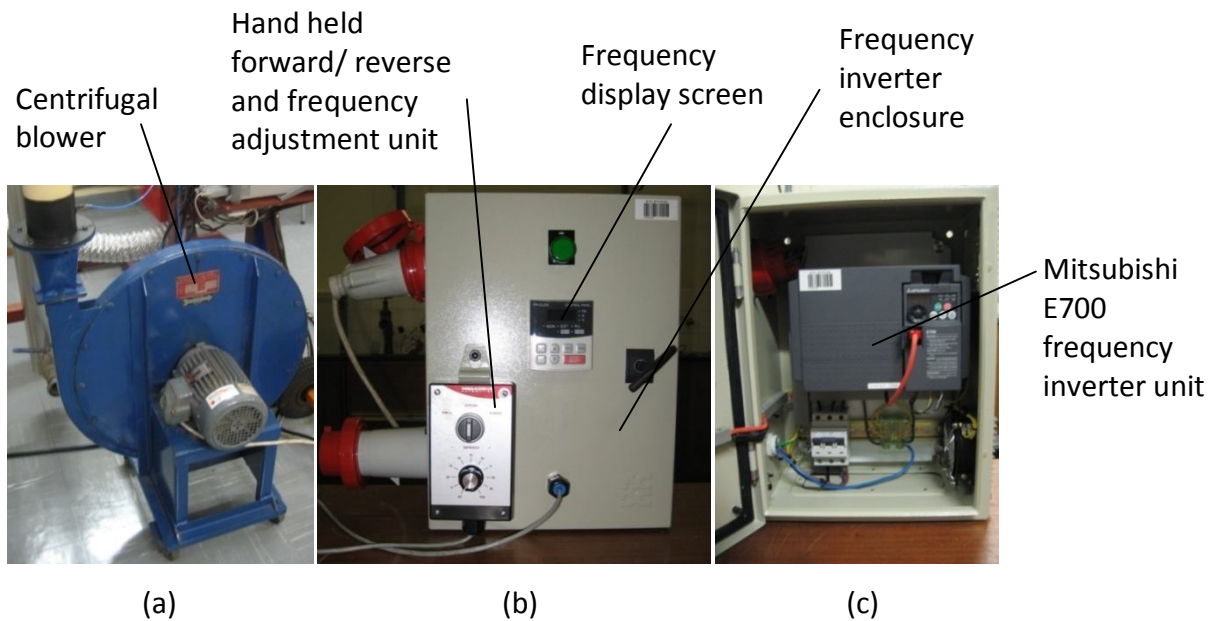 Hand held
forward/ reverse
and frequency
adjustment unit
Frequency
display screen
Frequency
inverter
enclosure
Centrifugal
blower
Mitsubishi
E700
frequency
inverter unit
(a)
(b)
(c)